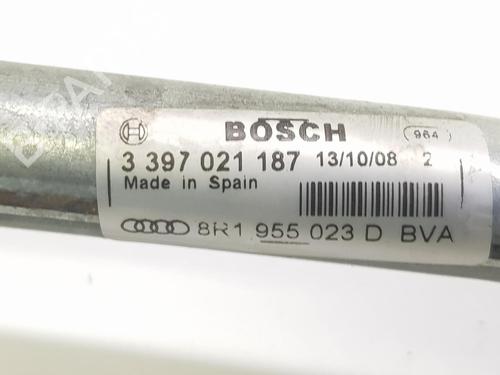 BOSCH 964
3 397 021 187 13/10/08 2
Made in Spain
8R1 955 023 D BVA